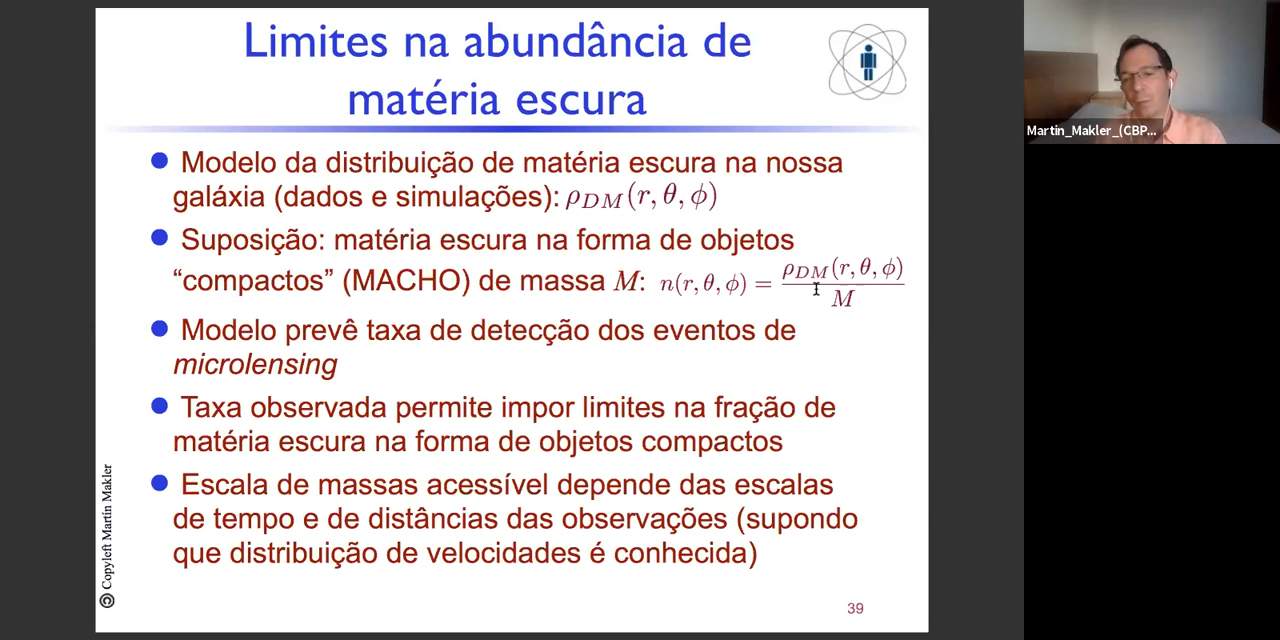 Limites na abundância de
matéria escura
Martin_Makler_(CBP...
● Modelo da distribuição de matéria escura na nossa
galáxia (dados e simulações): ρ_DM(r, θ, ϕ)
● Suposição: matéria escura na forma de objetos
“compactos” (MACHO) de massa M: n(r, θ, ϕ) = ρ_DM(r, θ, ϕ) / M
● Modelo prevê taxa de detecção dos eventos de
microlensing
● Taxa observada permite impor limites na fração de
matéria escura na forma de objetos compactos
● Escala de massas acessível depende das escalas
de tempo e de distâncias das observações (supondo
que distribuição de velocidades é conhecida)
Copyleft Martin Makler
39